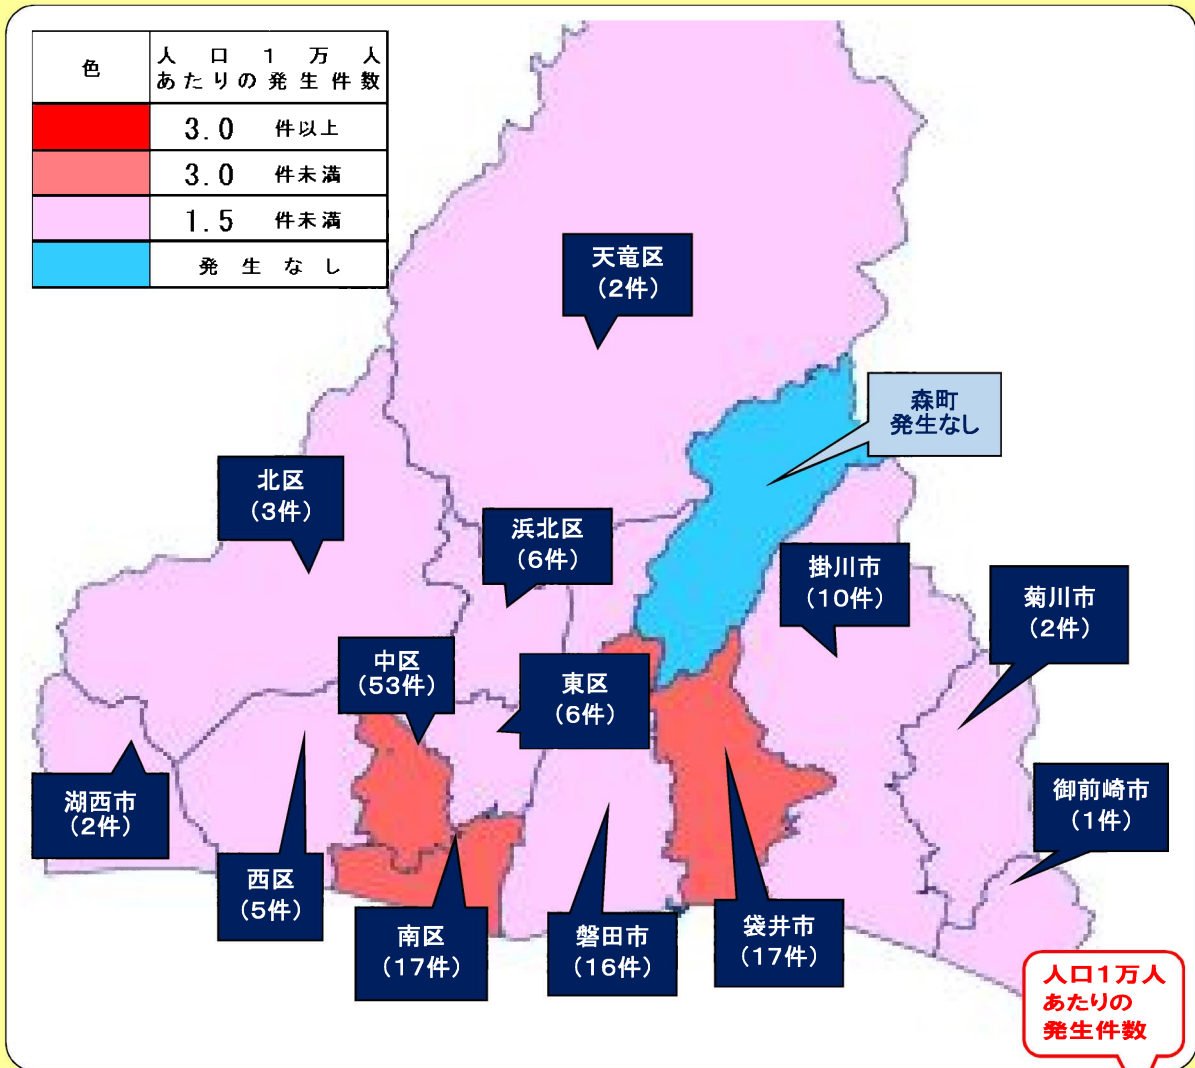 色
人口1万人
あたりの発生件数
3.0 件以上
3.0 件未満
1.5 件未満
発生なし
天竜区
(2件)
森町
発生なし
北区
(3件)
浜北区
(6件)
掛川市
(10件)
菊川市
(2件)
中区
(53件)
東区
(6件)
湖西市
(2件)
御前崎市
(1件)
西区
(5件)
南区
(17件)
磐田市
(16件)
袋井市
(17件)
人口1万人
あたりの
発生件数